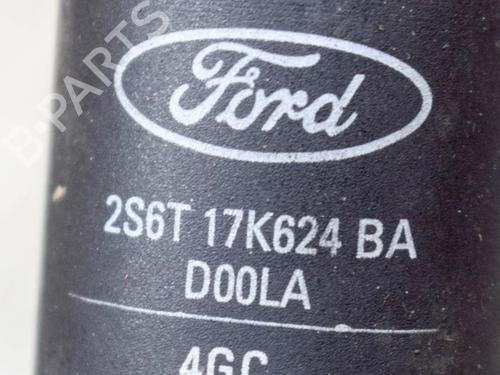 B-PARTS
Ford
2S6T 17K624 BA
D00LA
4GC